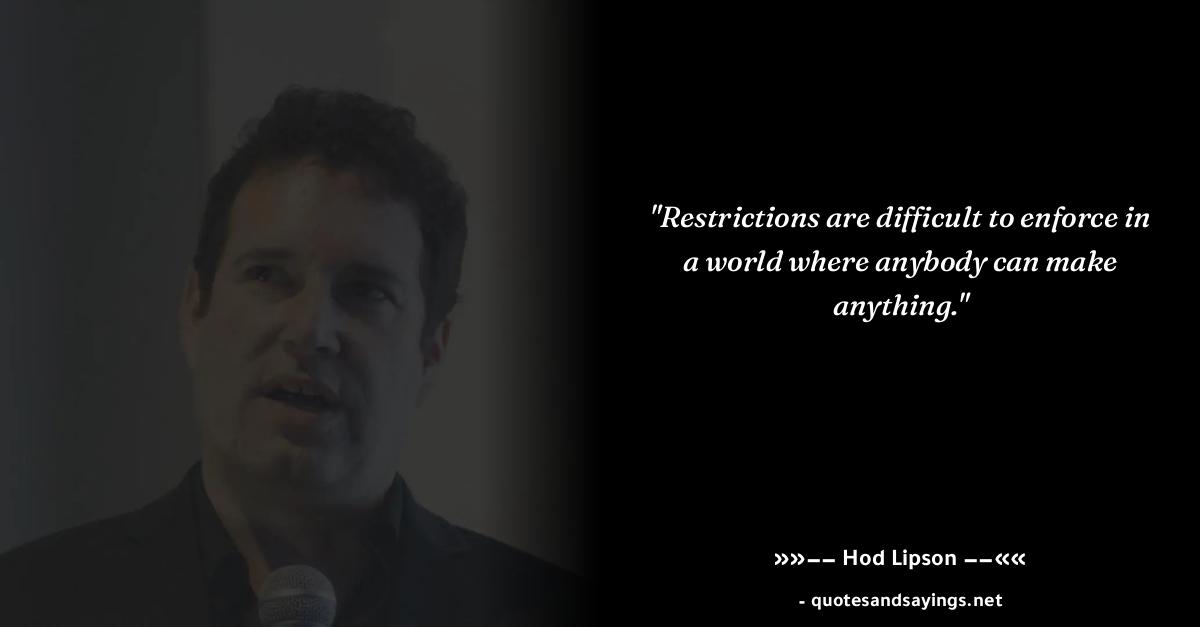 "Restrictions are difficult to enforce in
a world where anybody can make
anything."
»»−− Hod Lipson −−««
- quotesandsayings.net